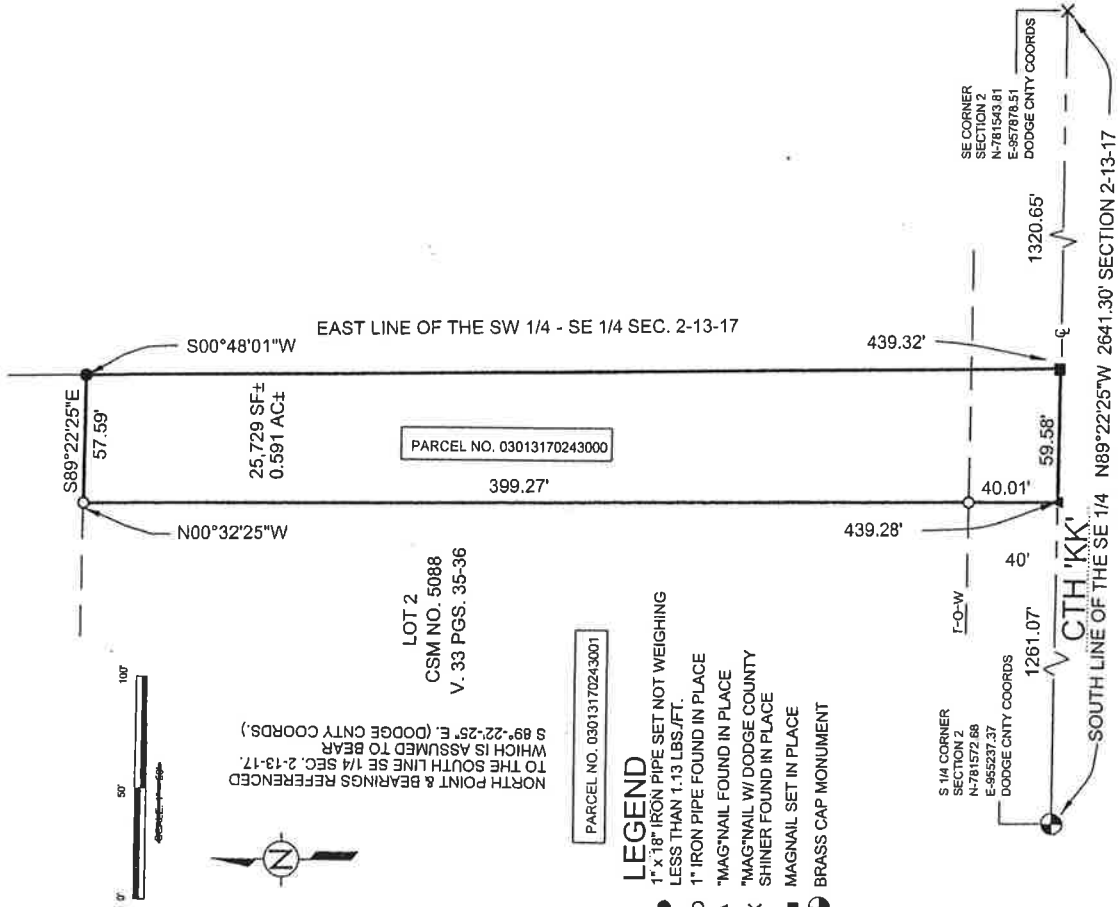 SE CORNER
SECTION 2
N-781543.81
E-957878.51
DODGE CNTY COORDS
1320.65'
EAST LINE OF THE SW 1/4 - SE 1/4 SEC. 2-13-17
S00°48'01"W
439.32'
S89°22'25"E
57.59'
25,729 SF±
0.591 AC±
PARCEL NO. 03013170243000
399.27'
40.01'
59.58'
N00°32'25"W
439.28'
40'
LOT 2
CSM NO. 5088
V. 33 PGS. 35-36
r-o-w
CTH 'KK'
1261.07'
SOUTH LINE OF THE SE 1/4 N89°22'25"W 2641.30' SECTION 2-13-17
0' 50' 100'
SCALE: 1" = 50'
NORTH POINT & BEARINGS REFERENCED
TO THE SOUTH LINE SE 1/4 SEC. 2-13-17.
WHICH IS ASSUMED TO BEAR
S 89°-22'-25" E. (DODGE CNTY COORDS.)
N
PARCEL NO. 03013170243001
LEGEND
1" x 18" IRON PIPE SET NOT WEIGHING
LESS THAN 1.13 LBS./FT.
1" IRON PIPE FOUND IN PLACE
"MAG"NAIL FOUND IN PLACE
"MAG"NAIL W/ DODGE COUNTY
SHINER FOUND IN PLACE
MAGNAIL SET IN PLACE
BRASS CAP MONUMENT
S 1/4 CORNER
SECTION 2
N-781572.68
E-955237.37
DODGE CNTY COORDS